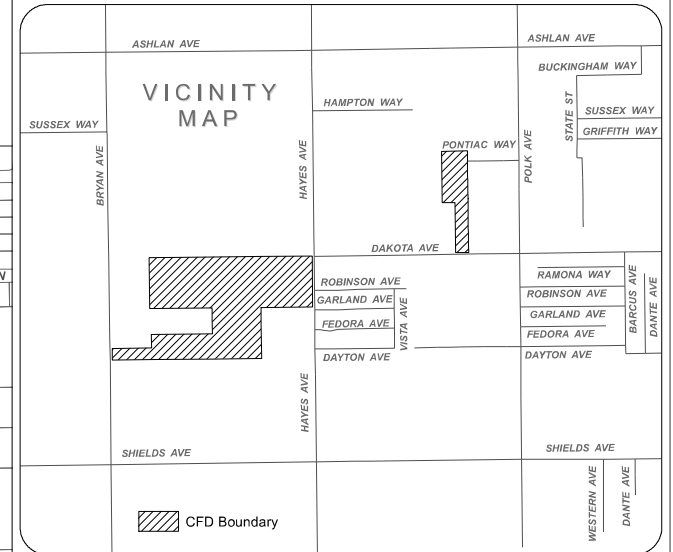 ASHLAN AVE
ASHLAN AVE
BUCKINGHAM WAY
VICINITY
MAP
HAMPTON WAY
STATE ST
SUSSEX WAY
SUSSEX WAY
GRIFFITH WAY
PONTIAC WAY
POLK AVE
BRYAN AVE
HAYES AVE
DAKOTA AVE
ROBINSON AVE
GARLAND AVE
FEDORA AVE
VISTA AVE
DAYTON AVE
RAMONA WAY
ROBINSON AVE
GARLAND AVE
FEDORA AVE
DAYTON AVE
BARCUS AVE
DANTE AVE
HAYES AVE
SHIELDS AVE
SHIELDS AVE
WESTERN AVE
DANTE AVE
CFD Boundary
N